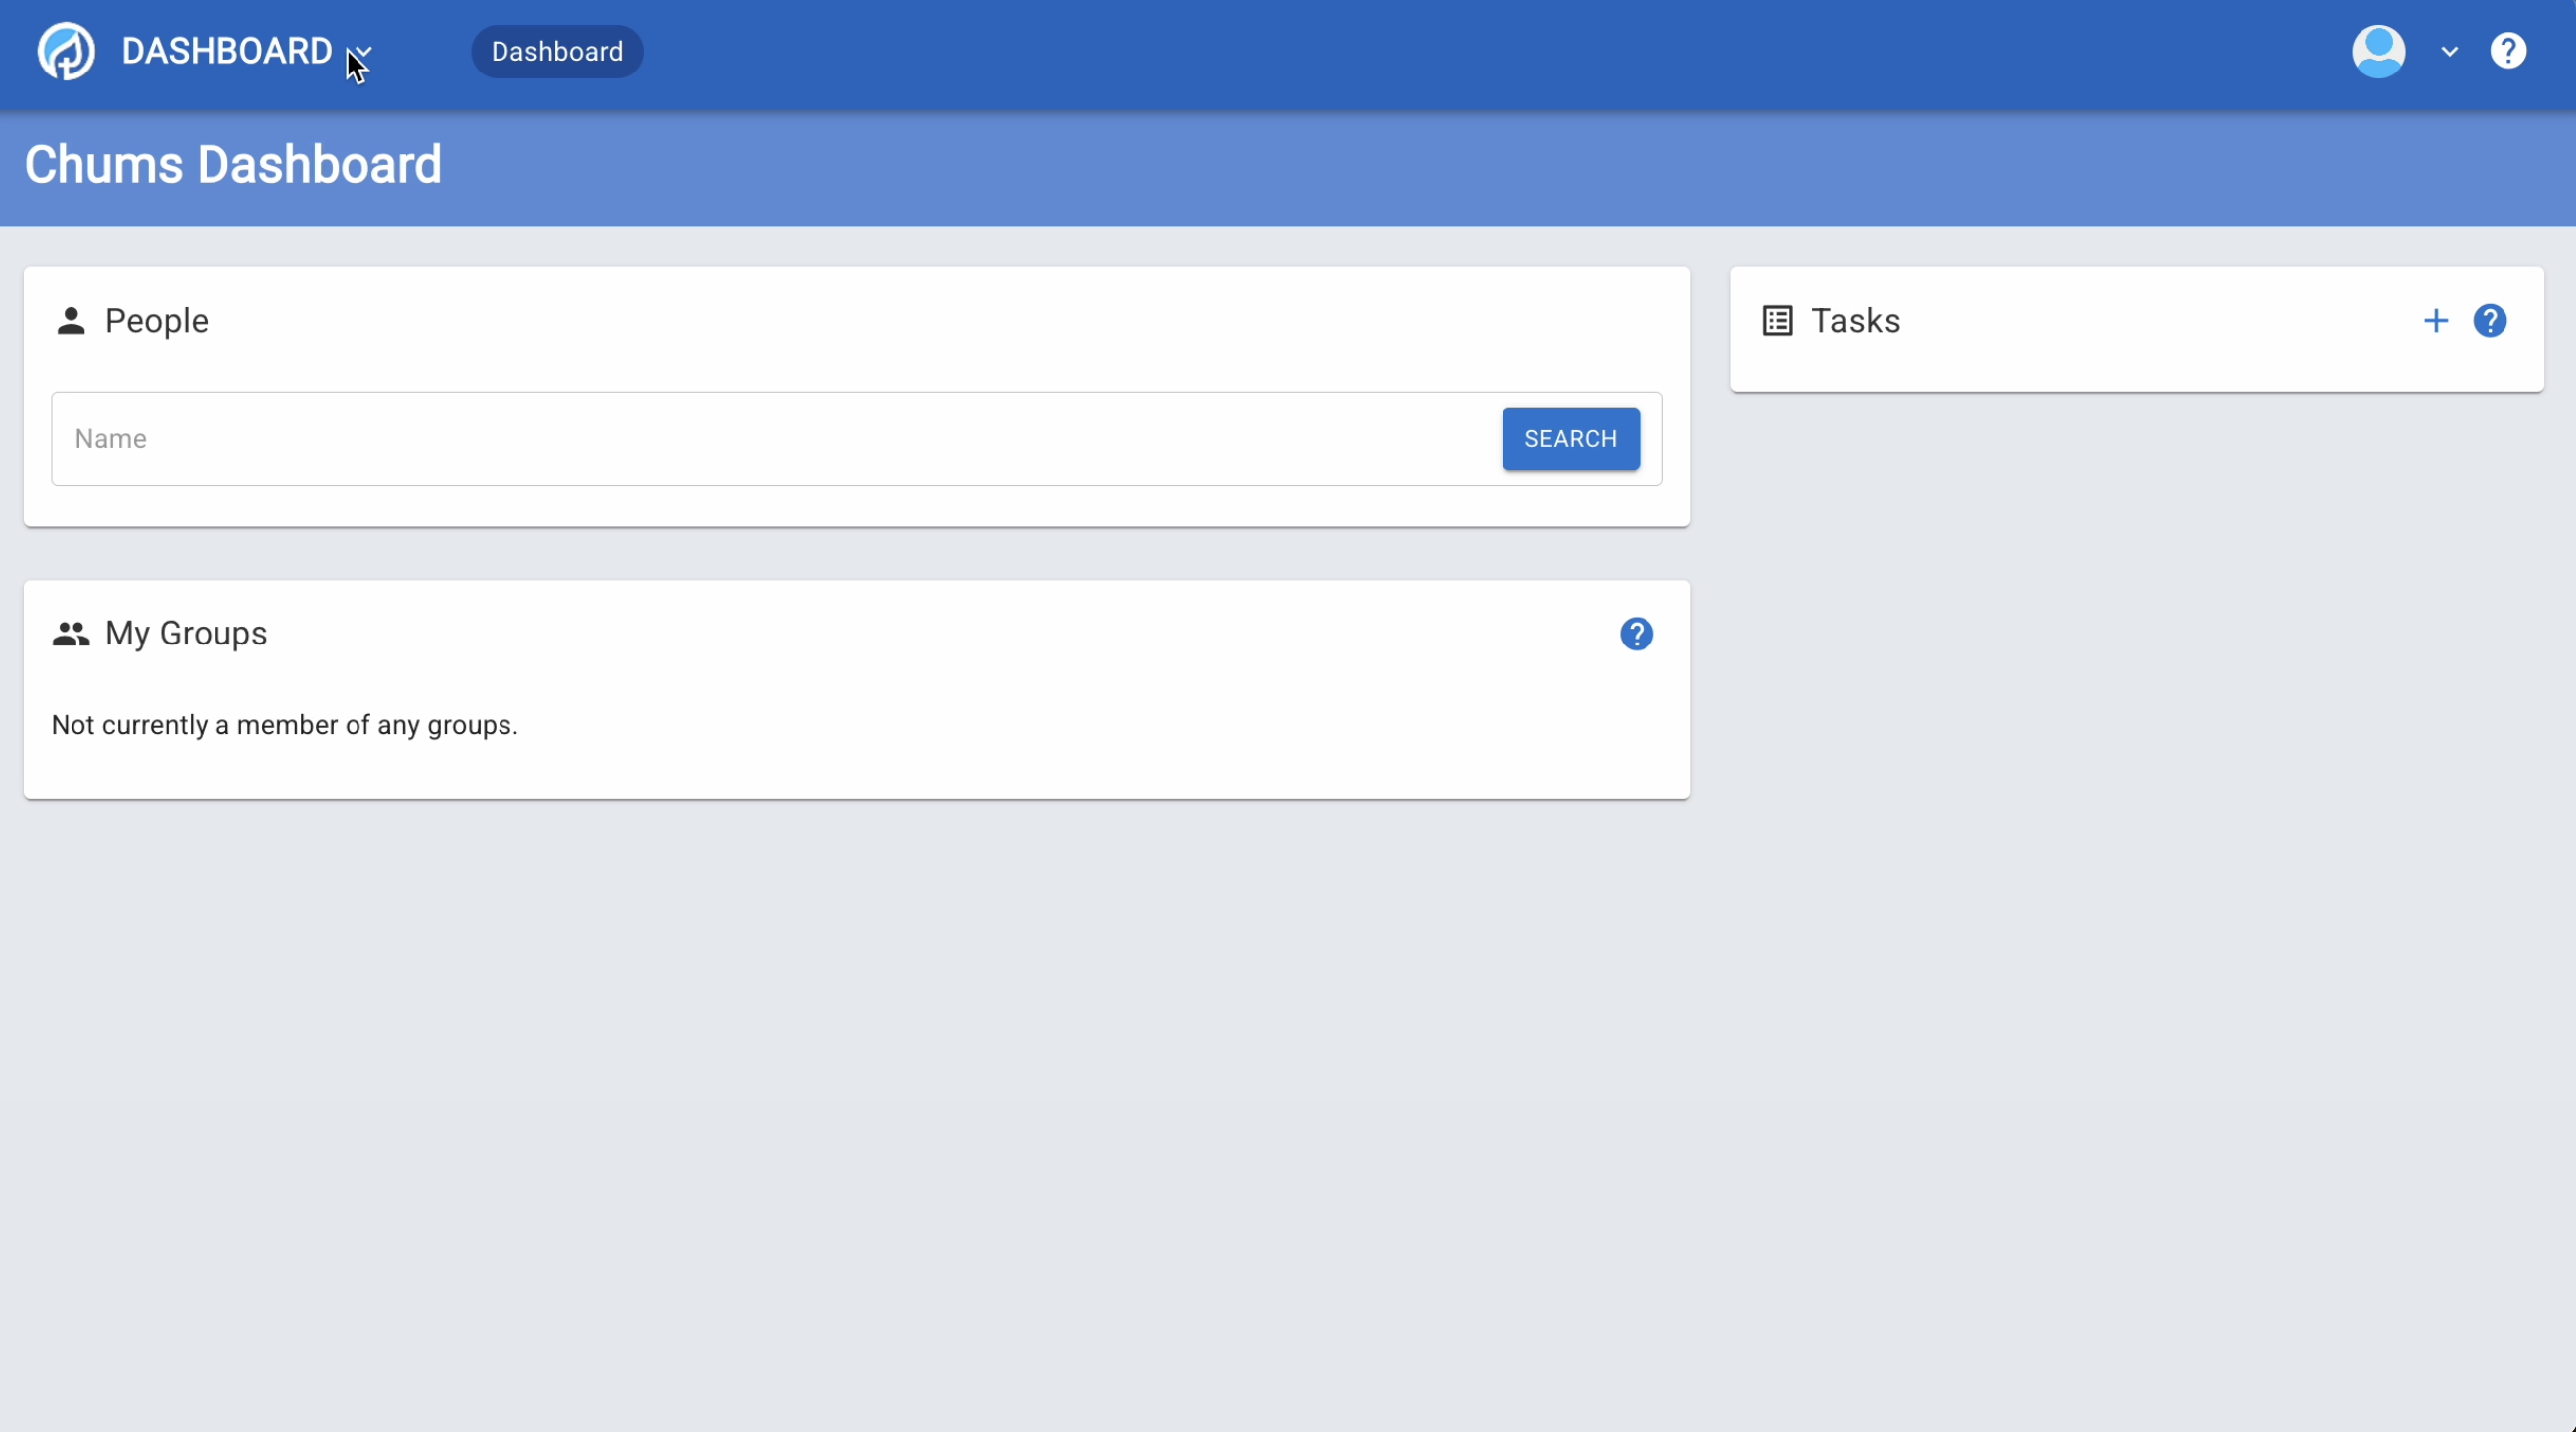 DASHBOARD
Dashboard
Chums Dashboard
People
Name
SEARCH
Tasks
My Groups
Not currently a member of any groups.